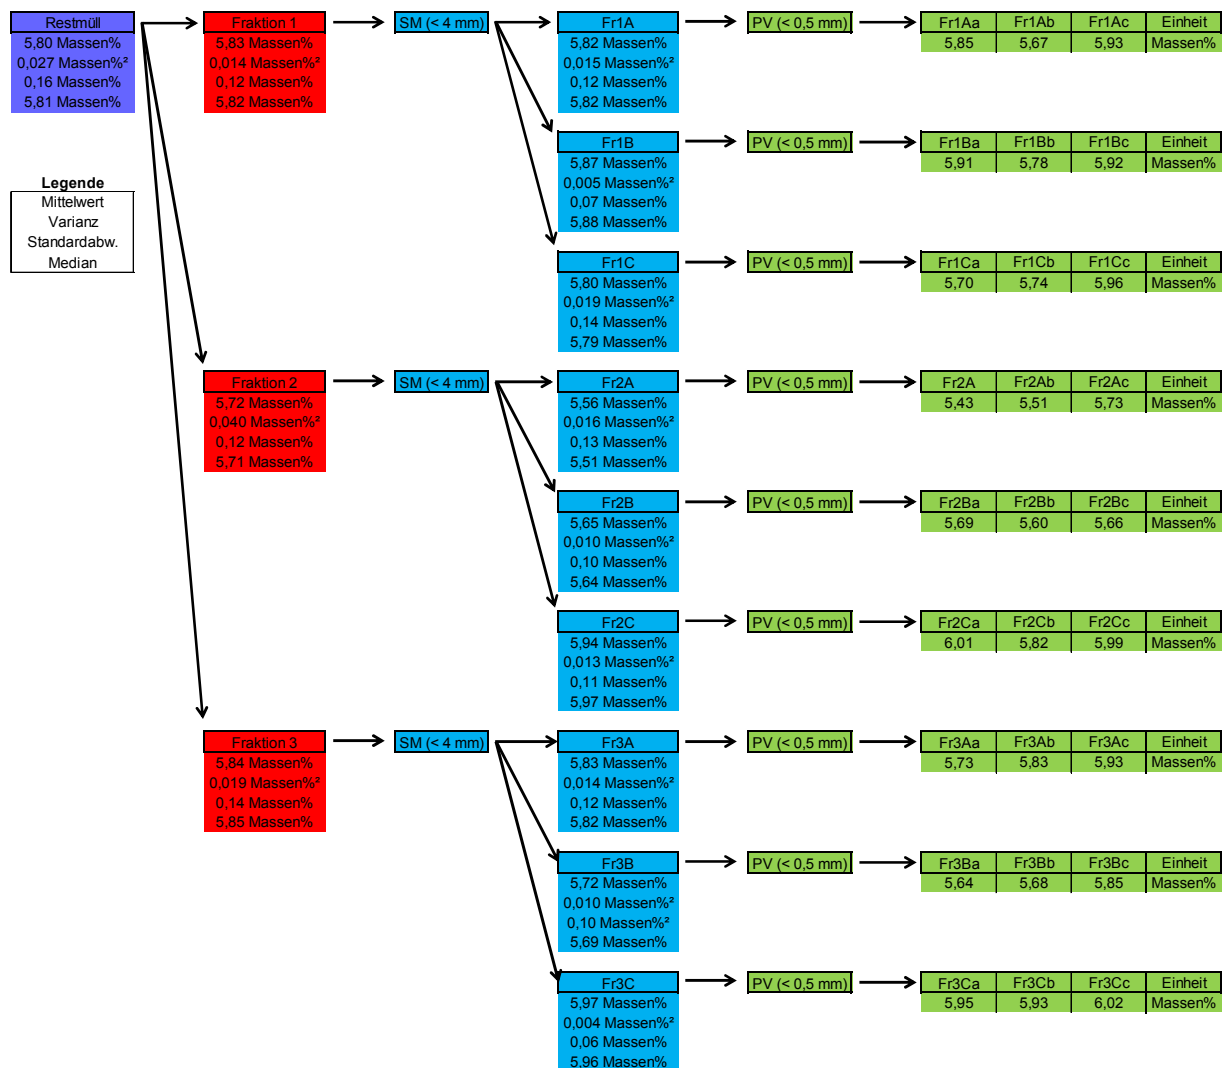 Restmüll
5,80 Massen%
0,027 Massen%²
0,16 Massen%
5,81 Massen%
Legende
Mittelwert
Varianz
Standardabw.
Median
Fraktion 1
5,83 Massen%
0,014 Massen%²
0,12 Massen%
5,82 Massen%
SM (< 4 mm)
Fr1A
5,82 Massen%
0,015 Massen%²
0,12 Massen%
5,82 Massen%
PV (< 0,5 mm)
Fr1Aa Fr1Ab Fr1Ac Einheit
5,85 5,67 5,93 Massen%
Fr1B
5,87 Massen%
0,005 Massen%²
0,07 Massen%
5,88 Massen%
PV (< 0,5 mm)
Fr1Ba Fr1Bb Fr1Bc Einheit
5,91 5,78 5,92 Massen%
Fr1C
5,80 Massen%
0,019 Massen%²
0,14 Massen%
5,79 Massen%
PV (< 0,5 mm)
Fr1Ca Fr1Cb Fr1Cc Einheit
5,70 5,74 5,96 Massen%
Fraktion 2
5,72 Massen%
0,040 Massen%²
0,12 Massen%
5,71 Massen%
SM (< 4 mm)
Fr2A
5,56 Massen%
0,016 Massen%²
0,13 Massen%
5,51 Massen%
PV (< 0,5 mm)
Fr2A Fr2Ab Fr2Ac Einheit
5,43 5,51 5,73 Massen%
Fr2B
5,65 Massen%
0,010 Massen%²
0,10 Massen%
5,64 Massen%
PV (< 0,5 mm)
Fr2Ba Fr2Bb Fr2Bc Einheit
5,69 5,60 5,66 Massen%
Fr2C
5,94 Massen%
0,013 Massen%²
0,11 Massen%
5,97 Massen%
PV (< 0,5 mm)
Fr2Ca Fr2Cb Fr2Cc Einheit
6,01 5,82 5,99 Massen%
Fraktion 3
5,84 Massen%
0,019 Massen%²
0,14 Massen%
5,85 Massen%
SM (< 4 mm)
Fr3A
5,83 Massen%
0,014 Massen%²
0,12 Massen%
5,82 Massen%
PV (< 0,5 mm)
Fr3Aa Fr3Ab Fr3Ac Einheit
5,73 5,83 5,93 Massen%
Fr3B
5,72 Massen%
0,010 Massen%²
0,10 Massen%²
5,69 Massen%
PV (< 0,5 mm)
Fr3Ba Fr3Bb Fr3Bc Einheit
5,64 5,68 5,85 Massen%
Fr3C
5,97 Massen%
0,004 Massen%²
0,06 Massen%
5,96 Massen%
PV (< 0,5 mm)
Fr3Ca Fr3Cb Fr3Cc Einheit
5,95 5,93 6,02 Massen%